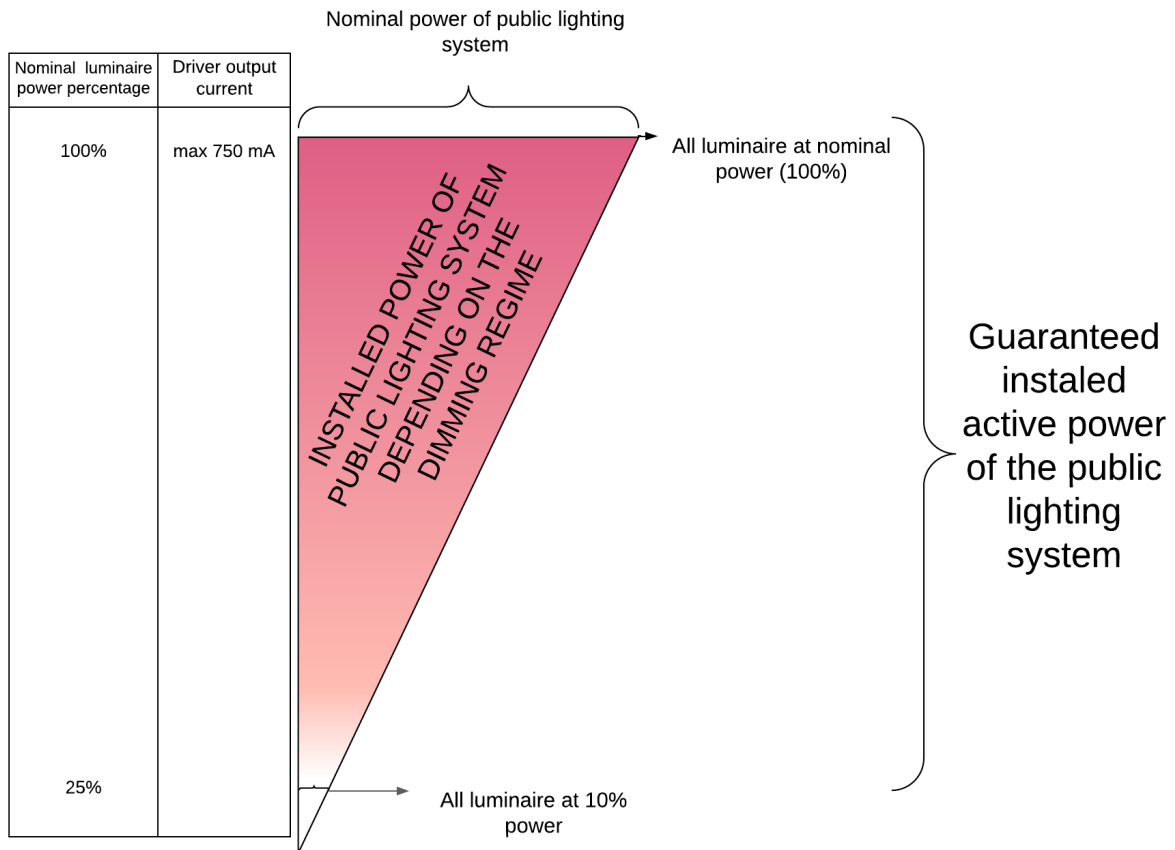 Nominal power of public lighting
system
Nominal luminaire
power percentage
Driver output
current
100%
max 750 mA
All luminaire at nominal
power (100%)
INSTALLED POWER OF
PUBLIC LIGHTING SYSTEM
DEPENDING ON THE
DIMMING REGIME
Guaranteed
instaled
active power
of the public
lighting
system
25%
All luminaire at 10%
power